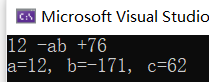 Microsoft Visual Studio
12 -ab +76
a=12, b=-171, c=62